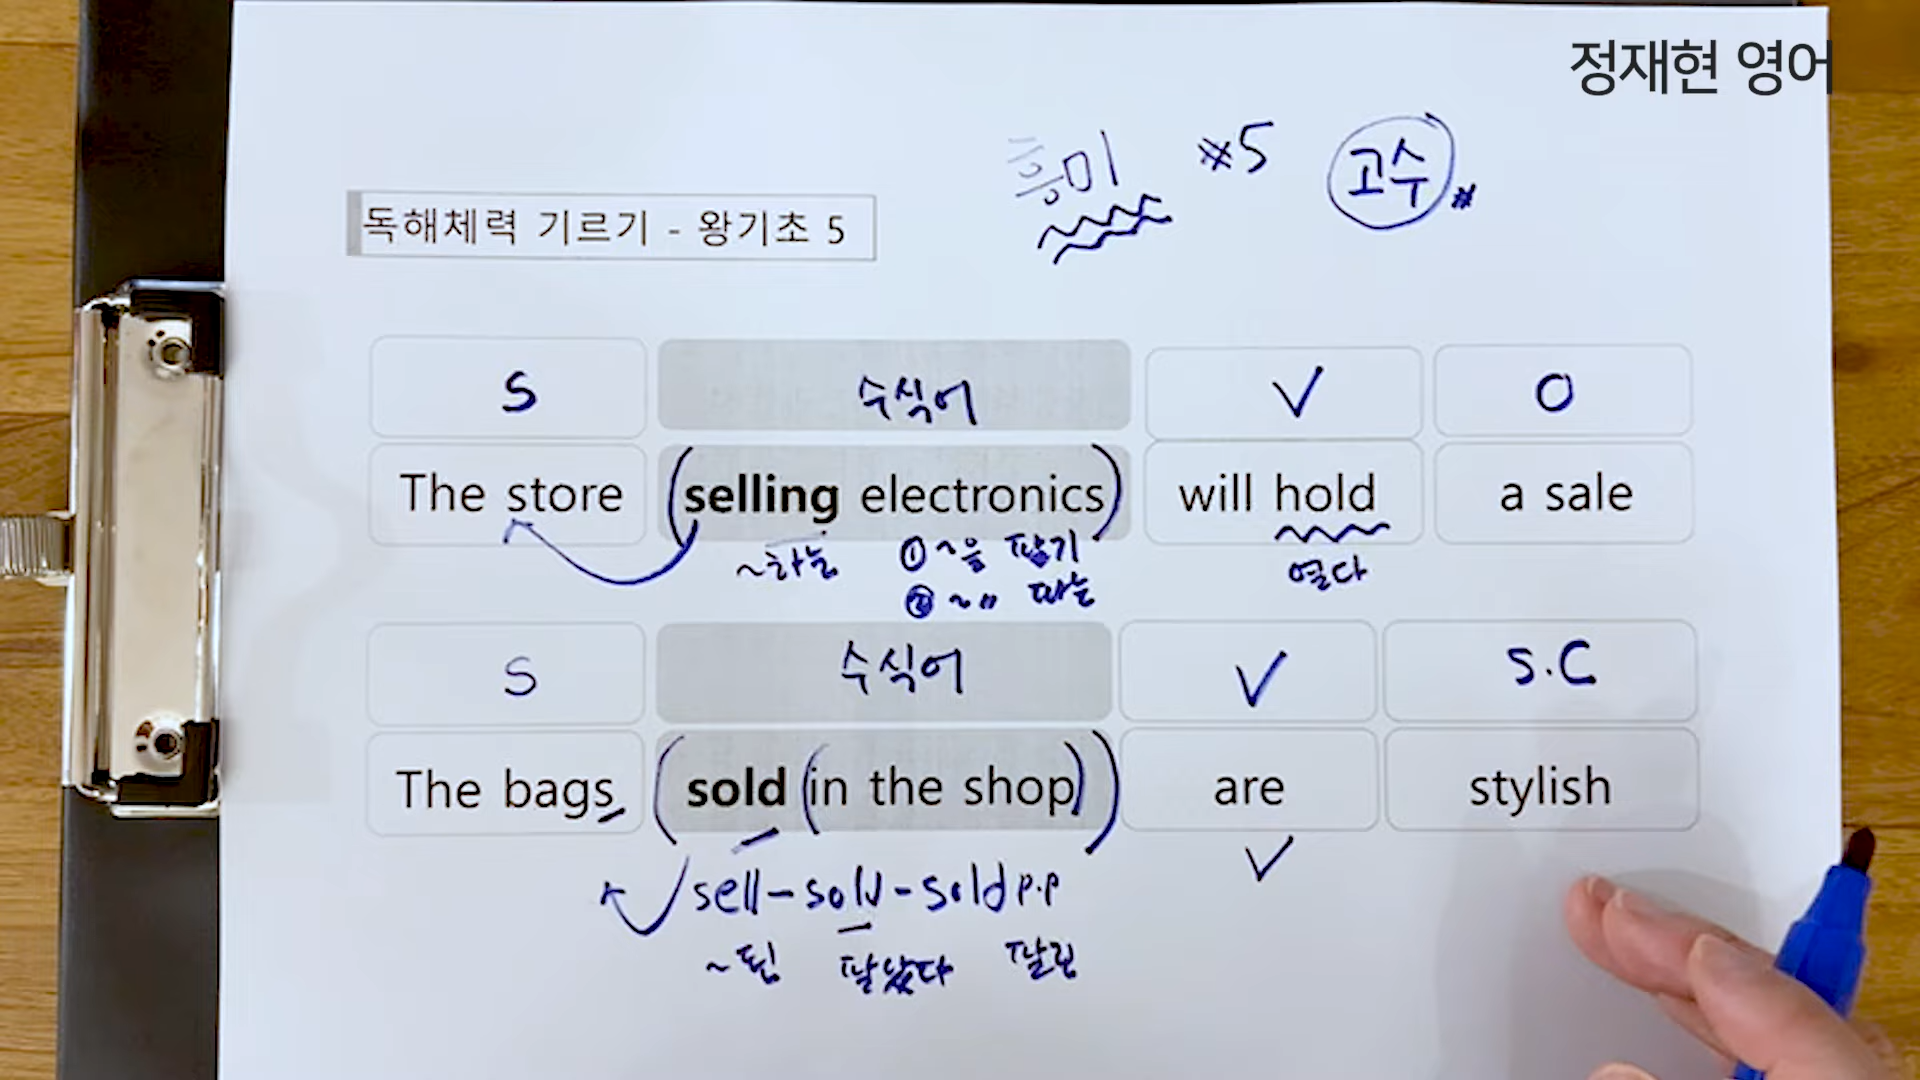 정재현 영어
흥미 *5 고수
독해체력 기르기 - 왕기초 5
S 수식어 V O
The store (selling electronics) will hold a sale
~하는 ① ~을 팔기 열다
② ~〃 파는
S 수식어 V S.C
The bags (sold (in the shop)) are stylish
V
sell-sold-sold p.p
~된 팔았다 팔린